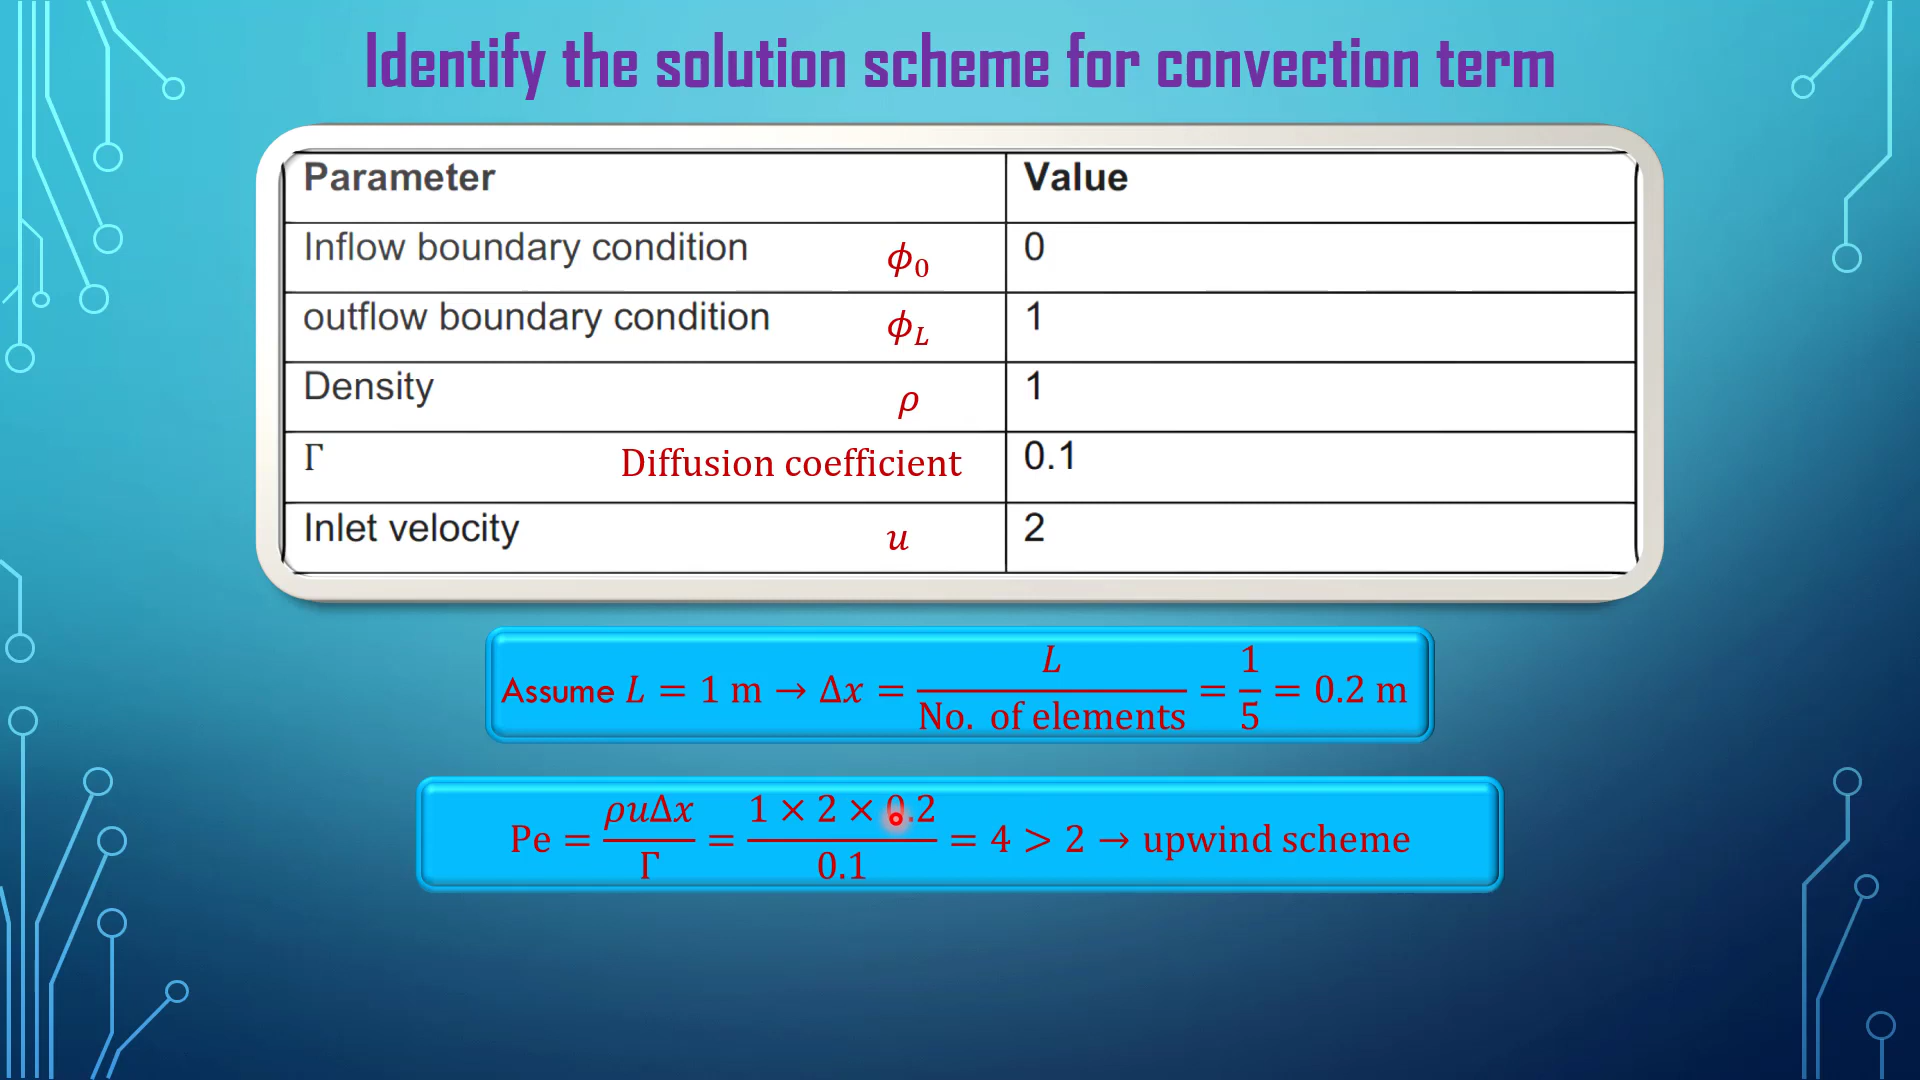 Identify the solution scheme for convection term
Parameter Value
Inflow boundary condition ϕ₀ 0
outflow boundary condition ϕ_L 1
Density ρ 1
Γ Diffusion coefficient 0.1
Inlet velocity u 2
Assume L = 1 m → Δx = L / No. of elements = 1/5 = 0.2 m
Pe = ρuΔx / Γ = 1 × 2 × 0.2 / 0.1 = 4 > 2 → upwind scheme